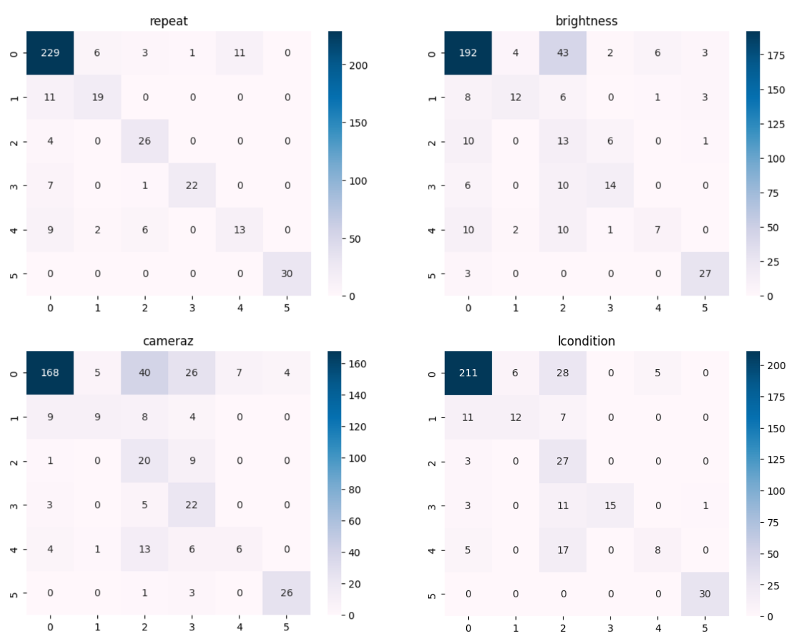 repeat
0 229 6 3 1 11 0
1 11 19 0 0 0 0
2 4 0 26 0 0 0
3 7 0 1 22 0 0
4 9 2 6 0 13 0
5 0 0 0 0 0 30
0 1 2 3 4 5
200
150
100
50
0
brightness
0 192 4 43 2 6 3
1 8 12 6 0 1 3
2 10 0 13 6 0 1
3 6 0 10 14 0 0
4 10 2 10 1 7 0
5 3 0 0 0 0 27
0 1 2 3 4 5
175
150
125
100
75
50
25
0
cameraz
0 168 5 40 26 7 4
1 9 9 8 4 0 0
2 1 0 20 9 0 0
3 3 0 5 22 0 0
4 4 1 13 6 6 0
5 0 0 1 3 0 26
0 1 2 3 4 5
160
140
120
100
80
60
40
20
0
lcondition
0 211 6 28 0 5 0
1 11 12 7 0 0 0
2 3 0 27 0 0 0
3 3 0 11 15 0 1
4 5 0 17 0 8 0
5 0 0 0 0 0 30
0 1 2 3 4 5
200
175
150
125
100
75
50
25
0